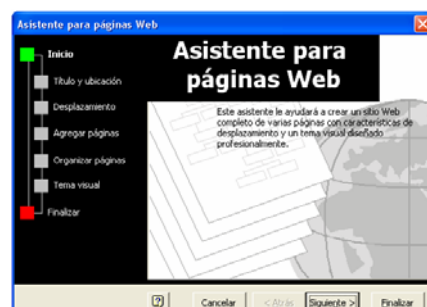 Asistente para páginas Web
Inicio
Título y ubicación
Desplazamiento
Agregar páginas
Organizar páginas
Tema visual
Finalizar
Asistente para
páginas Web
Este asistente le ayudará a crear un sitio Web
completo de varias páginas con características de
desplazamiento y un tema visual diseñado
profesionalmente.
? Cancelar < Atrás Siguiente > Finalizar